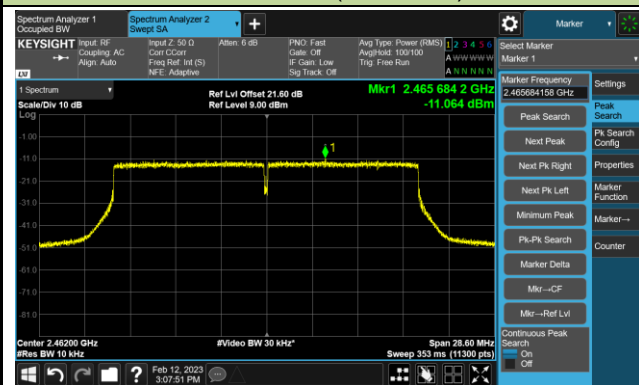 Spectrum Analyzer 1
Occupied BW
Spectrum Analyzer 2
Swept SA
Marker
KEYSIGHT
Input: RF
Coupling: AC
Align: Auto
Input Z: 50 Ω
Corr CCorr
Freq Ref: Int (S)
NFE: Adaptive
Atten: 6 dB
PNO: Fast
Gate: Off
IF Gain: Low
Sig Track: Off
Avg Type: Power (RMS)
Avg|Hold: 100/100
Trig: Free Run
1 2 3 4 5 6
A W W W W W
A N N N N N
LXI
Select Marker
Marker 1
1 Spectrum
Scale/Div 10 dB
Log
Ref Lvl Offset 21.60 dB
Ref Level 9.00 dBm
Mkr1 2.465 684 2 GHz
-11.064 dBm
-1.00
-11.0
-21.0
-31.0
-41.0
-51.0
-61.0
-71.0
-81.0
1
Center 2.46200 GHz
#Res BW 10 kHz
#Video BW 30 kHz*
Span 28.60 MHz
Sweep 353 ms (11300 pts)
Marker Frequency
2.465684158 GHz
Peak Search
Next Peak
Next Pk Right
Next Pk Left
Minimum Peak
Pk-Pk Search
Marker Delta
Mkr→CF
Mkr→Ref Lvl
Continuous Peak
Search
On
Off
Settings
Peak
Search
Pk Search
Config
Properties
Marker
Function
Marker→
Counter
Feb 12, 2023
3:07:51 PM